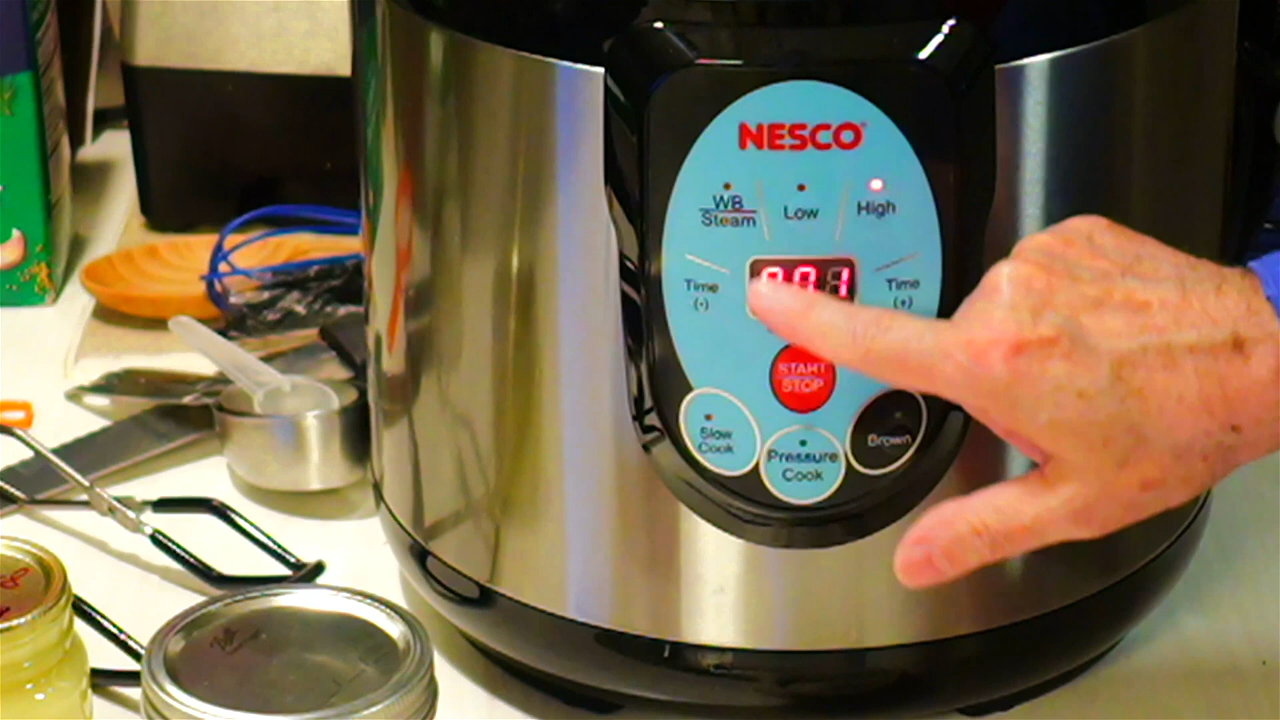 NESCO
WB
Steam
Low
High
Time
(-)
001
Time
(+)
START
STOP
Slow
Cook
Pressure
Cook
Brown